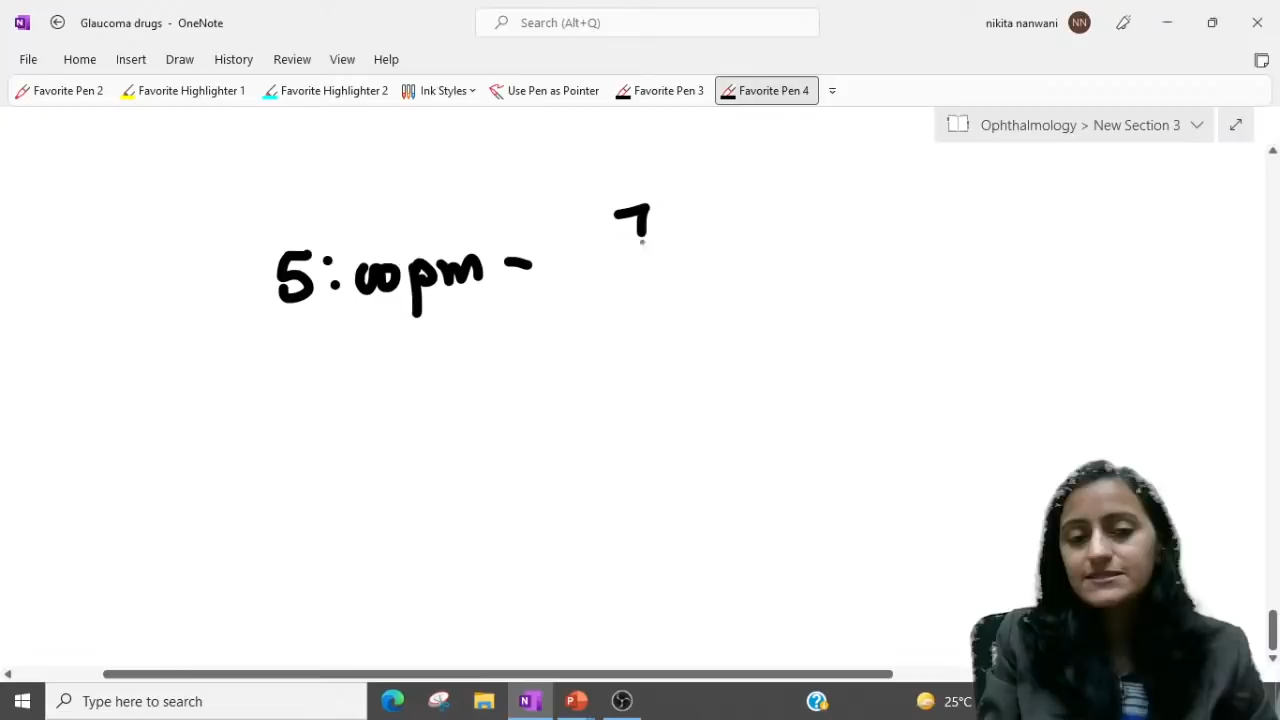 Glaucoma drugs - OneNote
Search (Alt+Q)
nikita nanwani NN
File Home Insert Draw History Review View Help
Favorite Pen 2 Favorite Highlighter 1 Favorite Highlighter 2 Ink Styles Use Pen as Pointer Favorite Pen 3 Favorite Pen 4
Ophthalmology > New Section 3
7
5:00pm -
Type here to search
25°C